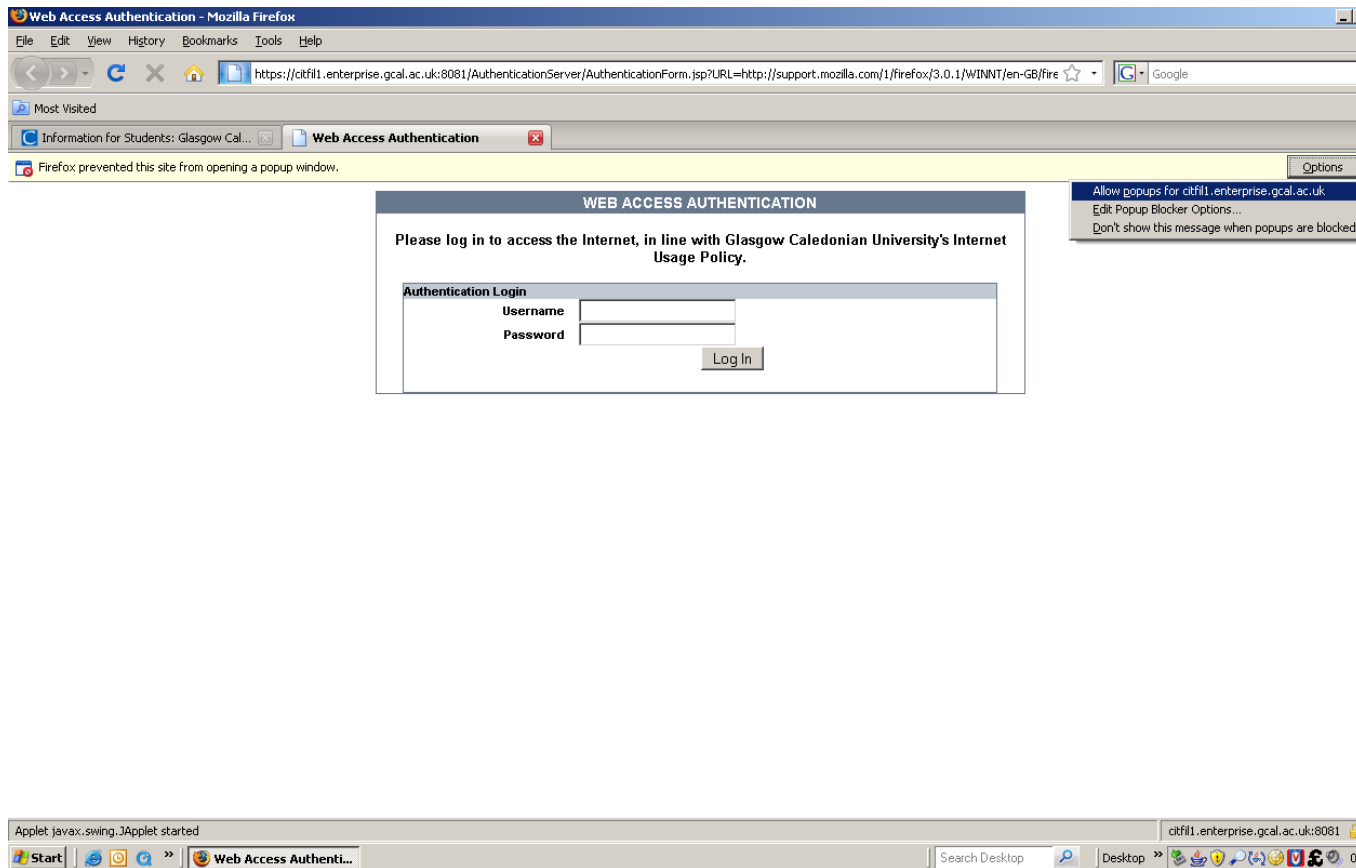 Web Access Authentication - Mozilla Firefox
File Edit View History Bookmarks Tools Help
https://citfil1.enterprise.gcal.ac.uk:8081/AuthenticationServer/AuthenticationForm.jsp?URL=http://support.mozilla.com/1/firefox/3.0.1/WINNT/en-GB/fire G Google
Most Visited
Information for Students: Glasgow Cal... Web Access Authentication
Firefox prevented this site from opening a popup window. Options
Allow popups for citfil1.enterprise.gcal.ac.uk
Edit Popup Blocker Options...
Don't show this message when popups are blocked
WEB ACCESS AUTHENTICATION
Please log in to access the Internet, in line with Glasgow Caledonian University's Internet
Usage Policy.
Authentication Login
Username
Password
Log In
Applet javax.swing.JApplet started citfil1.enterprise.gcal.ac.uk:8081
Start » Web Access Authenti... Search Desktop Desktop »